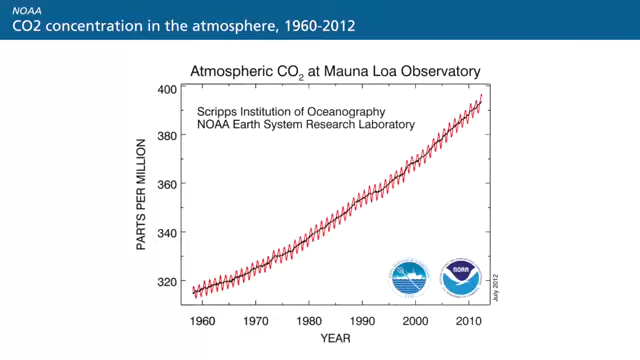 NOAA
CO2 concentration in the atmosphere, 1960-2012
Atmospheric CO₂ at Mauna Loa Observatory
Scripps Institution of Oceanography
NOAA Earth System Research Laboratory
PARTS PER MILLION
400
380
360
340
320
NOAA
July 2012
1960
1970
1980
1990
2000
2010
YEAR